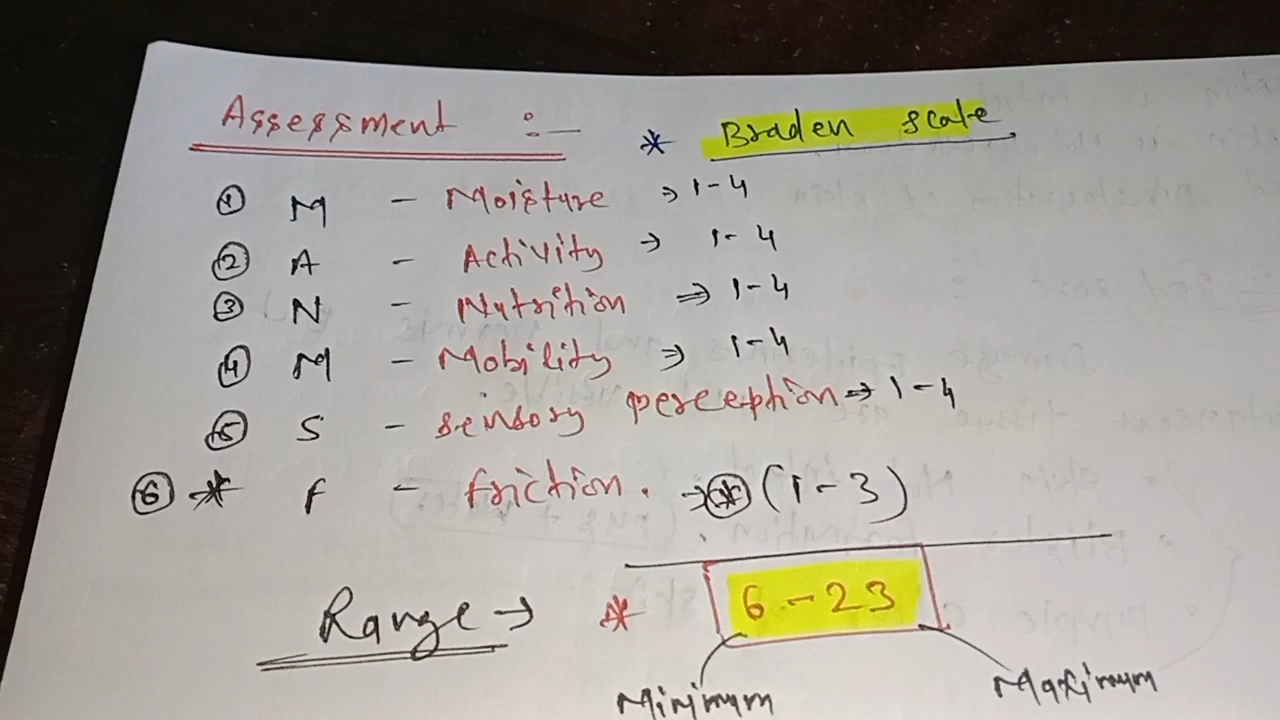 Assessment :- * Braden scale
① M - Moisture ⇒ 1-4
② A - Activity → 1-4
③ N - Nutrition ⇒ 1-4
④ M - Mobility ⇒ 1-4
⑤ S - sensory perception ⇒ 1-4
⑥ * F - friction. → * (1-3)
Range → * 6-23
Minimum Maximum